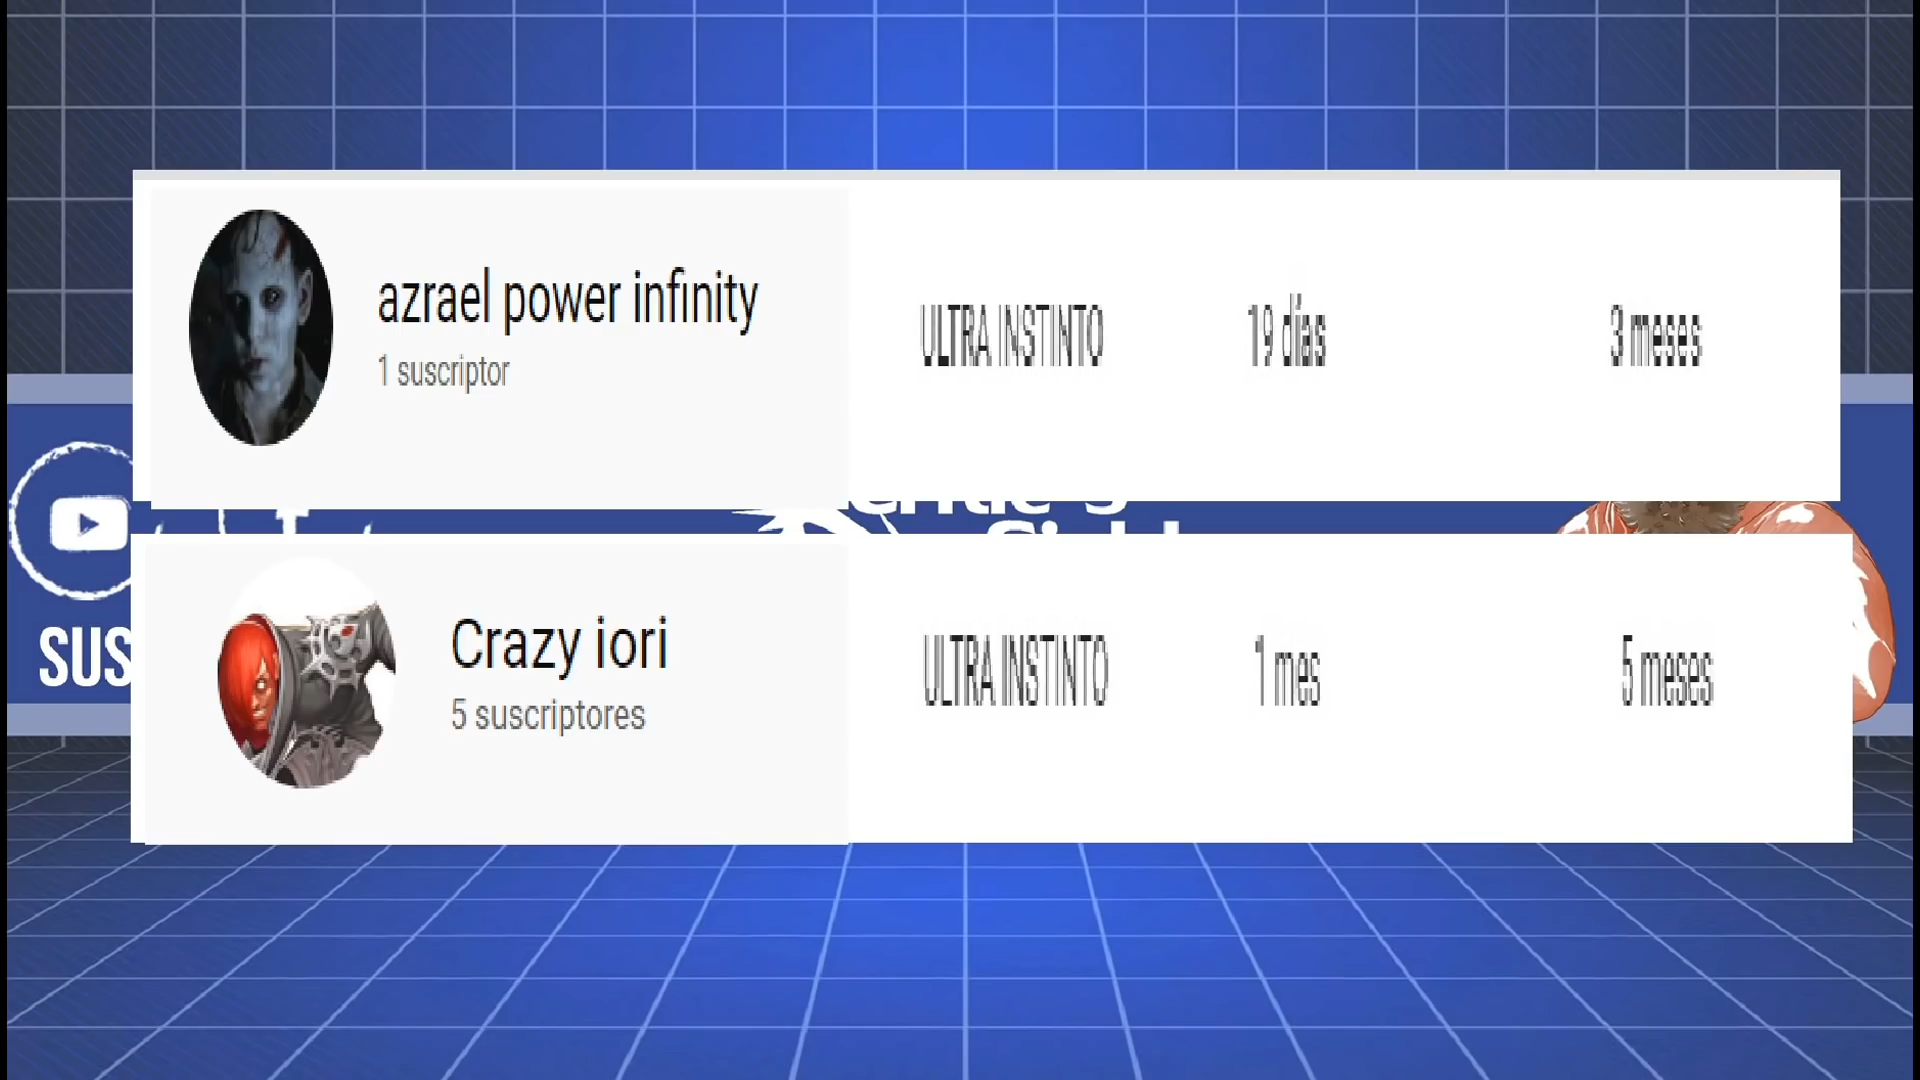 azrael power infinity
1 suscriptor
ULTRA INSTINTO
19 días
3 meses
SUS
Crazy iori
5 suscriptores
ULTRA INSTINTO
1 mes
5 meses